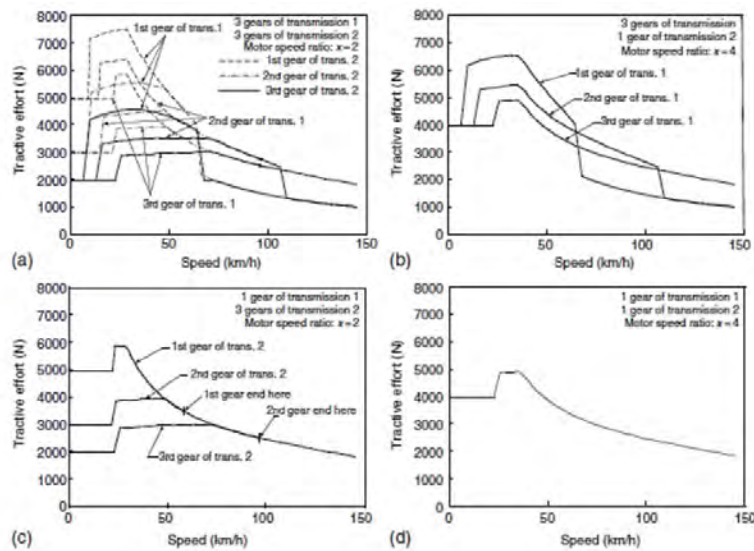 8000
7000
6000
5000
4000
3000
2000
1000
0
0
50
100
150
Tractive effort (N)
Speed (km/h)
3 gears of transmission 1
3 gears of transmission 2
Motor speed ratio: x=2
1st gear of trans.1
1st gear of trans. 2
2nd gear of trans. 2
3rd gear of trans. 2
2nd gear of trans. 1
3rd gear of trans. 1
(a)
8000
7000
6000
5000
4000
3000
2000
1000
0
0
50
100
150
Tractive effort (N)
Speed (km/h)
3 gears of transmission
1 gear of transmission 2
Motor speed ratio: x=4
1st gear of trans. 1
2nd gear of trans. 1
3rd gear of trans. 1
(b)
8000
7000
6000
5000
4000
3000
2000
1000
0
0
50
100
150
Tractive effort (N)
Speed (km/h)
1 gear of transmission 1
3 gears of transmission 2
Motor speed ratio: x=2
1st gear of trans. 2
2nd gear of trans. 2
1st gear end here
2nd gear end here
3rd gear of trans. 2
(c)
8000
7000
6000
5000
4000
3000
2000
1000
0
0
50
100
150
Tractive effort (N)
Speed (km/h)
1 gear of transmission 1
1 gear of transmission 2
Motor speed ratio: x=4
(d)